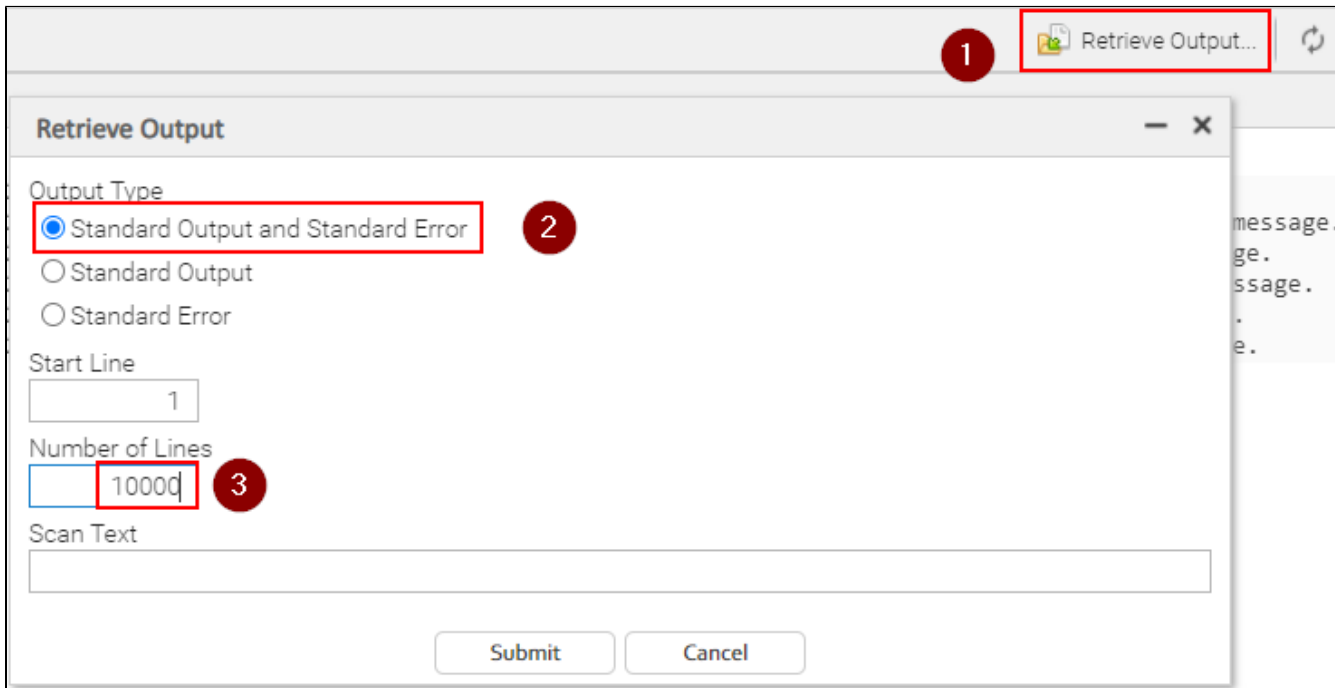 1
Retrieve Output...
Retrieve Output
Output Type
Standard Output and Standard Error
2
message.
Standard Output
ge.
ssage.
Standard Error
.
e.
Start Line
1
Number of Lines
10000
3
Scan Text
Submit
Cancel